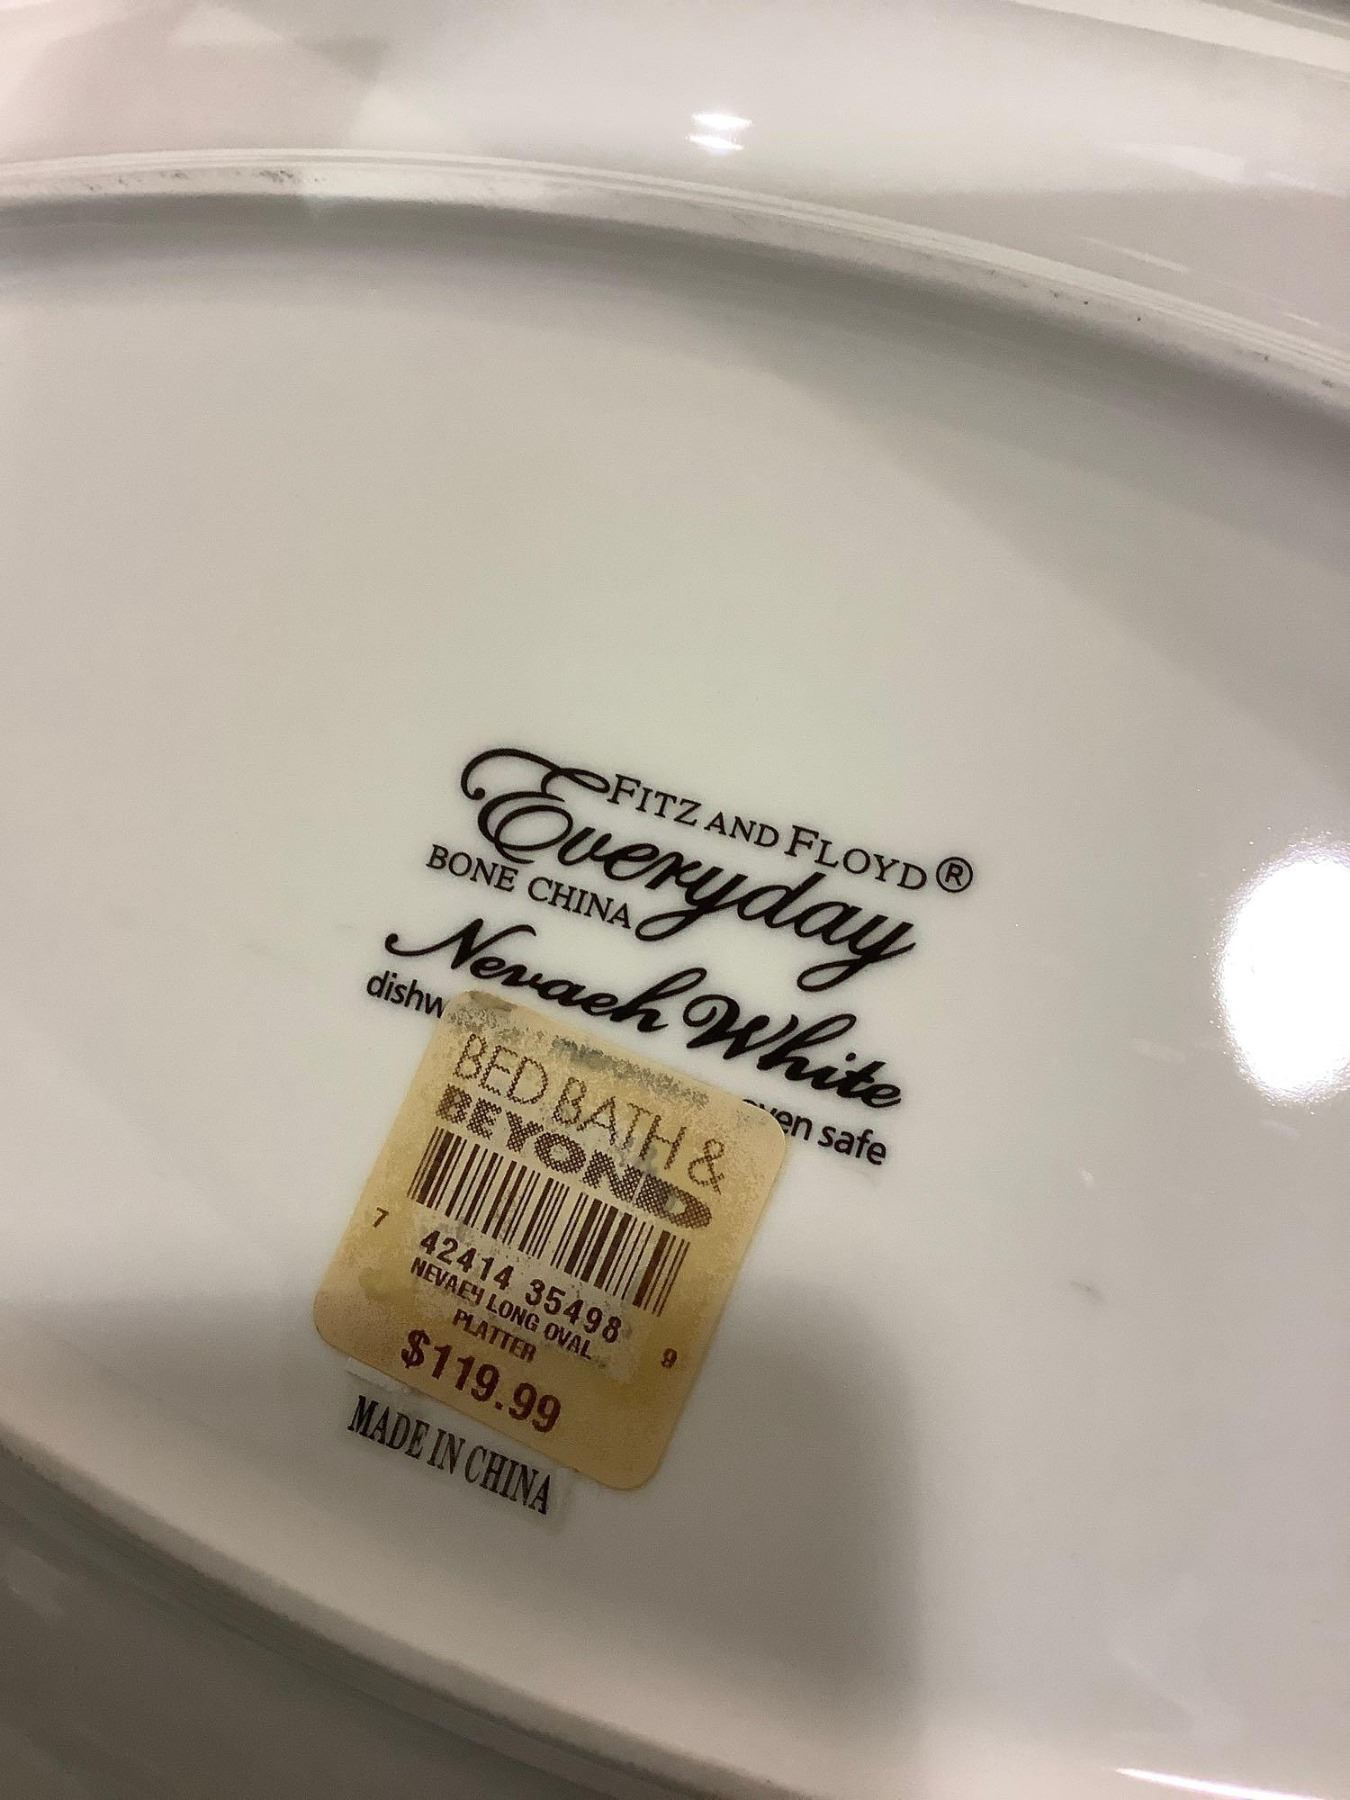 FITZ AND FLOYD®
Everyday
BONE CHINA
Nevaeh White
oven safe
BED BATH &
BEYOND
7 42414 35498 9
NEVAEH LONG OVAL
PLATTER
$119.99
MADE IN CHINA